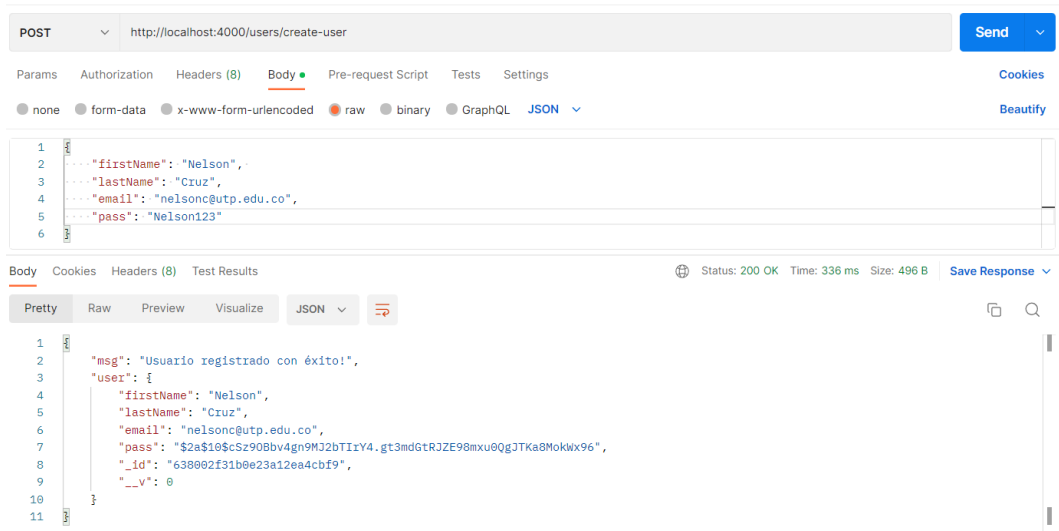 POST http://localhost:4000/users/create-user Send
Params Authorization Headers (8) Body Pre-request Script Tests Settings Cookies
none form-data x-www-form-urlencoded raw binary GraphQL JSON Beautify
1 {
2 "firstName": "Nelson",
3 "lastName": "Cruz",
4 "email": "nelsonc@utp.edu.co",
5 "pass": "Nelson123"
6 }
Body Cookies Headers (8) Test Results Status: 200 OK Time: 336 ms Size: 496 B Save Response
Pretty Raw Preview Visualize JSON
1 {
2 "msg": "Usuario registrado con éxito!",
3 "user": {
4 "firstName": "Nelson",
5 "lastName": "Cruz",
6 "email": "nelsonc@utp.edu.co",
7 "pass": "$2a$10$cSz9OBbv4gn9MJ2bTIrY4.gt3mdGtRJZE98mxu0QgJTKa8MokWx96",
8 "_id": "638002f31b0e23a12ea4cbf9",
9 "__v": 0
10 }
11 }